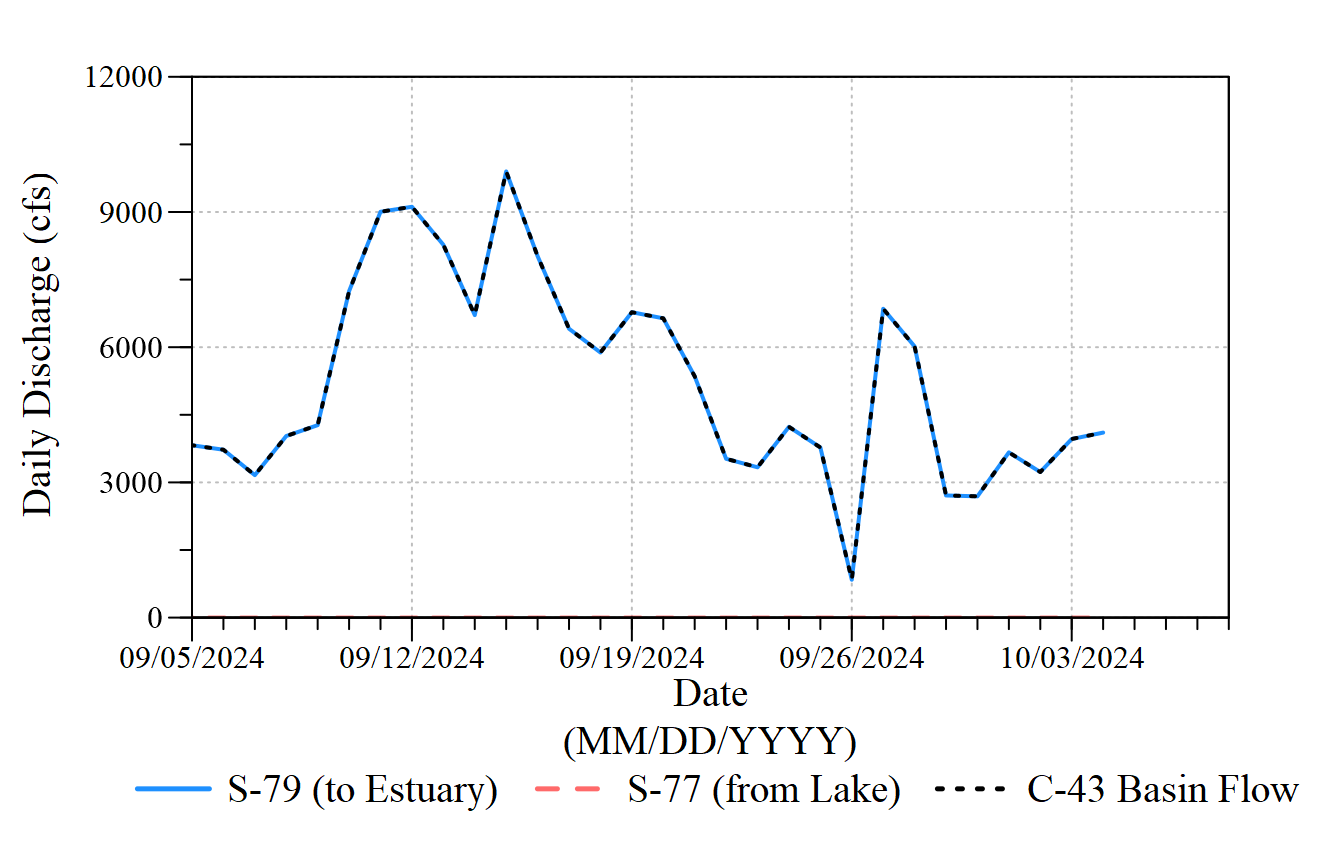 12000
9000
6000
3000
0
Daily Discharge (cfs)
09/05/2024 09/12/2024 09/19/2024 09/26/2024 10/03/2024
Date
(MM/DD/YYYY)
S-79 (to Estuary) S-77 (from Lake) C-43 Basin Flow